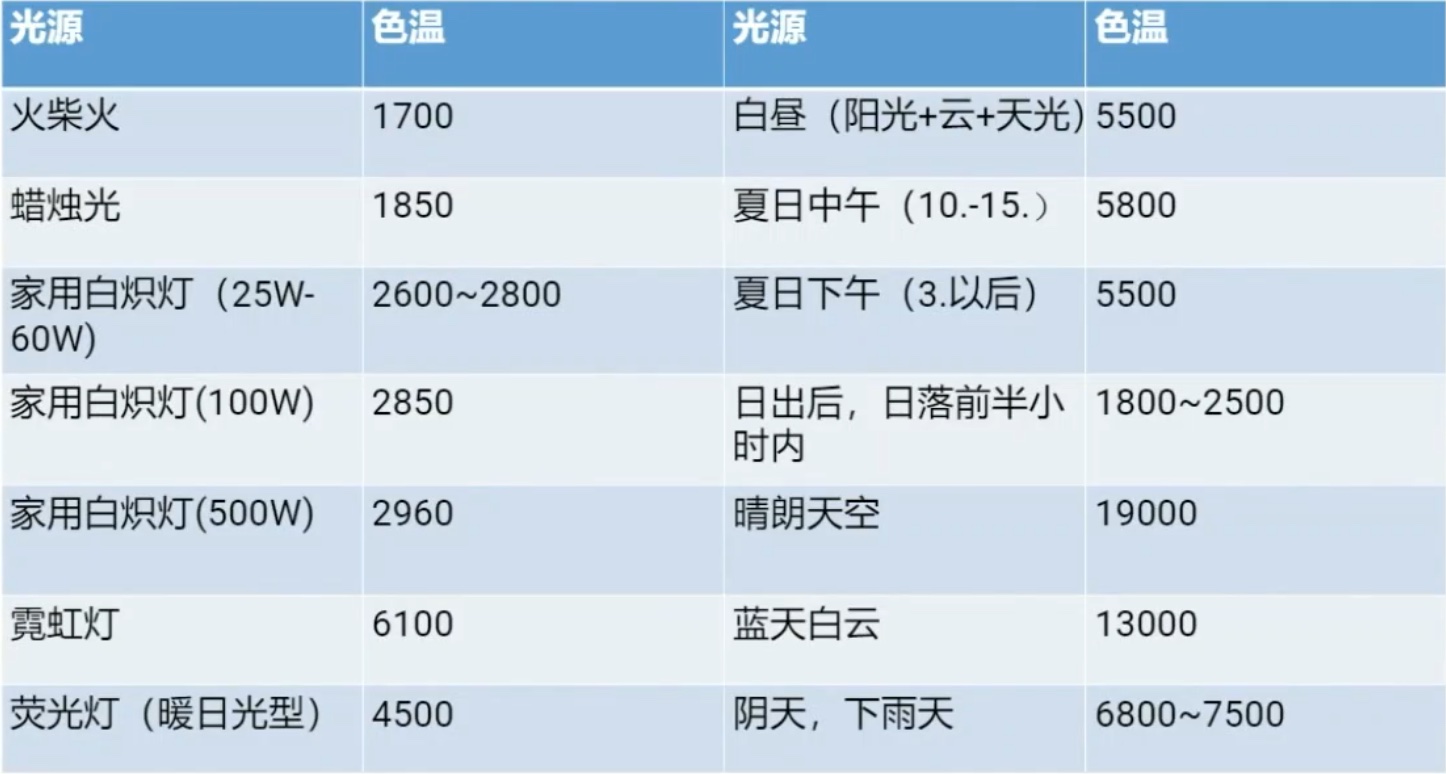 光源 色温 光源 色温
火柴火 1700 白昼（阳光+云+天光) 5500
蜡烛光 1850 夏日中午（10.-15.） 5800
家用白炽灯（25W- 2600~2800 夏日下午（3.以后） 5500
60W)
家用白炽灯(100W) 2850 日出后，日落前半小 1800~2500
时内
家用白炽灯(500W) 2960 晴朗天空 19000
霓虹灯 6100 蓝天白云 13000
荧光灯（暖日光型） 4500 阴天，下雨天 6800~7500